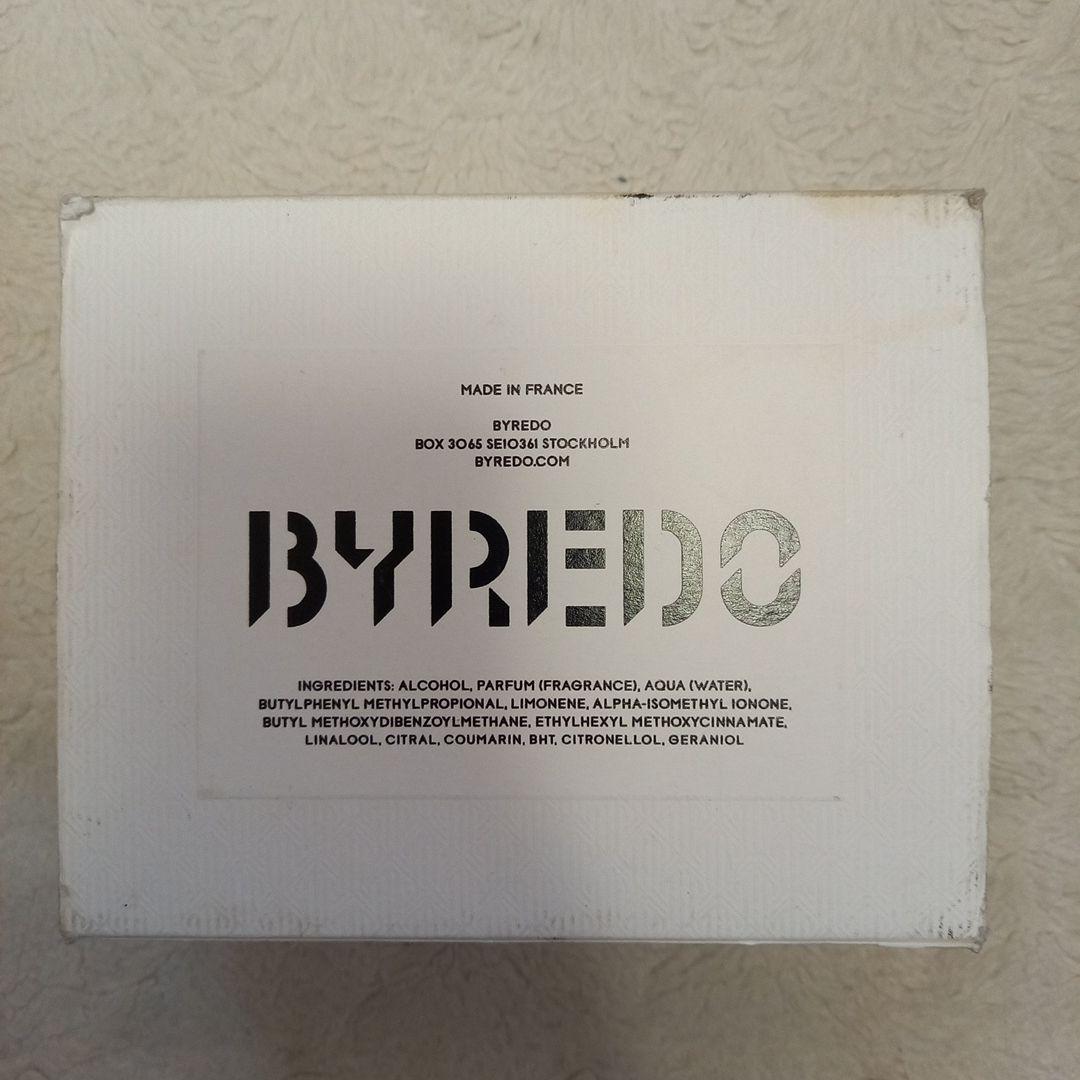 MADE IN FRANCE
BYREDO
BOX 3065 SE10361 STOCKHOLM
BYREDO.COM
BYREDO
INGREDIENTS: ALCOHOL, PARFUM (FRAGRANCE), AQUA (WATER),
BUTYLPHENYL METHYLPROPIONAL, LIMONENE, ALPHA-ISOMETHYL IONONE,
BUTYL METHOXYDIBENZOYLMETHANE, ETHYLHEXYL METHOXYCINNAMATE,
LINALOOL, CITRAL, COUMARIN, BHT, CITRONELLOL, GERANIOL